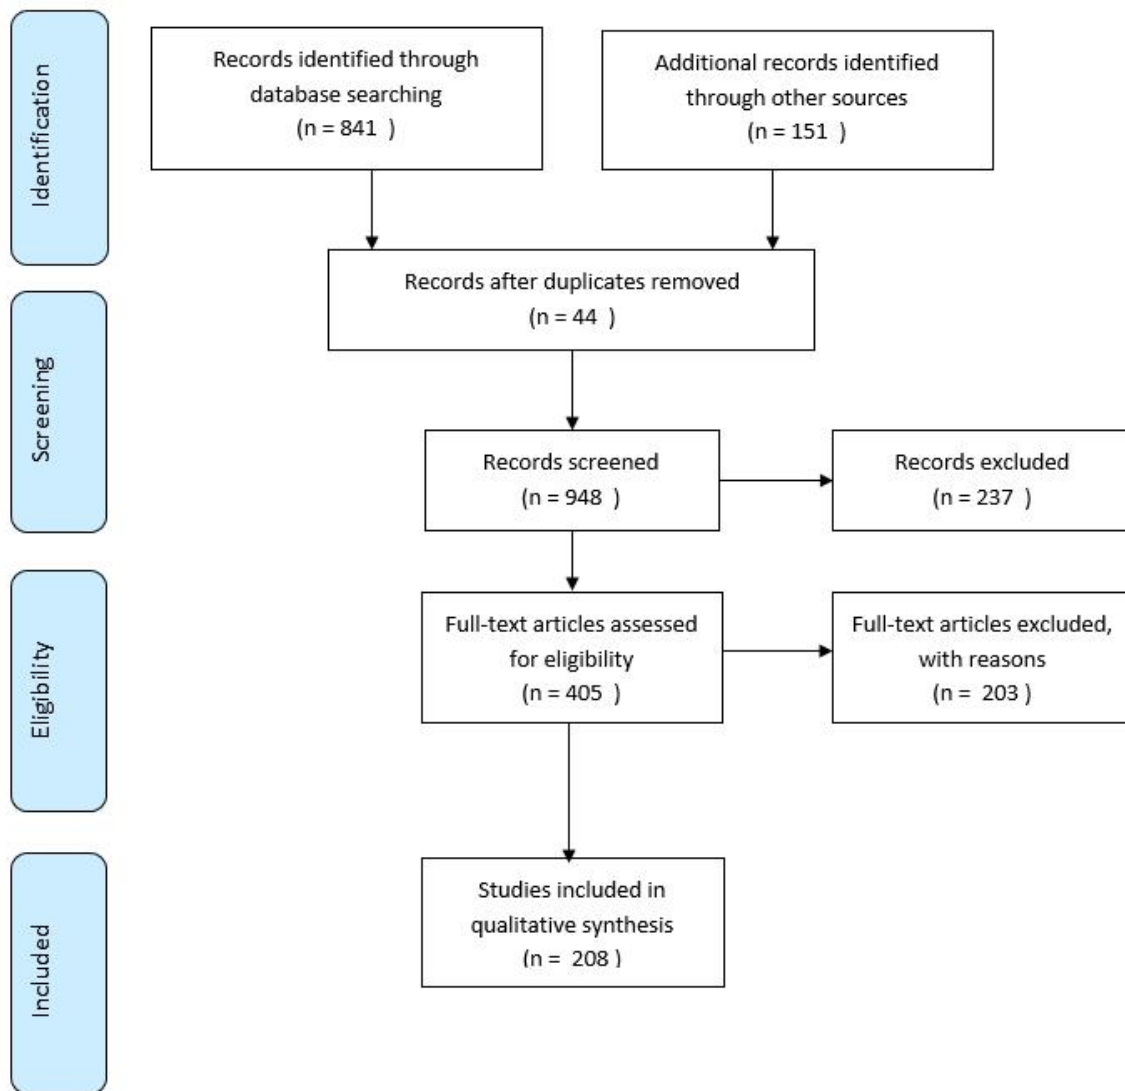 Identification
Records identified through
database searching
(n = 841  )
Additional records identified
through other sources
(n = 151  )
Records after duplicates removed
(n = 44  )
Screening
Records screened
(n = 948  )
Records excluded
(n = 237  )
Eligibility
Full-text articles assessed
for eligibility
(n = 405  )
Full-text articles excluded,
with reasons
(n =  203 )
Included
Studies included in
qualitative synthesis
(n =  208 )